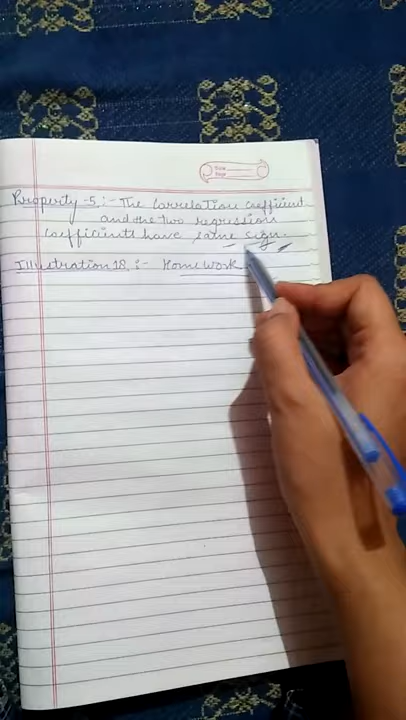 Property-5 :- The Correlation Coefficient
and the two regression
coefficients have same sign.
Illustration 18. :- Home Work